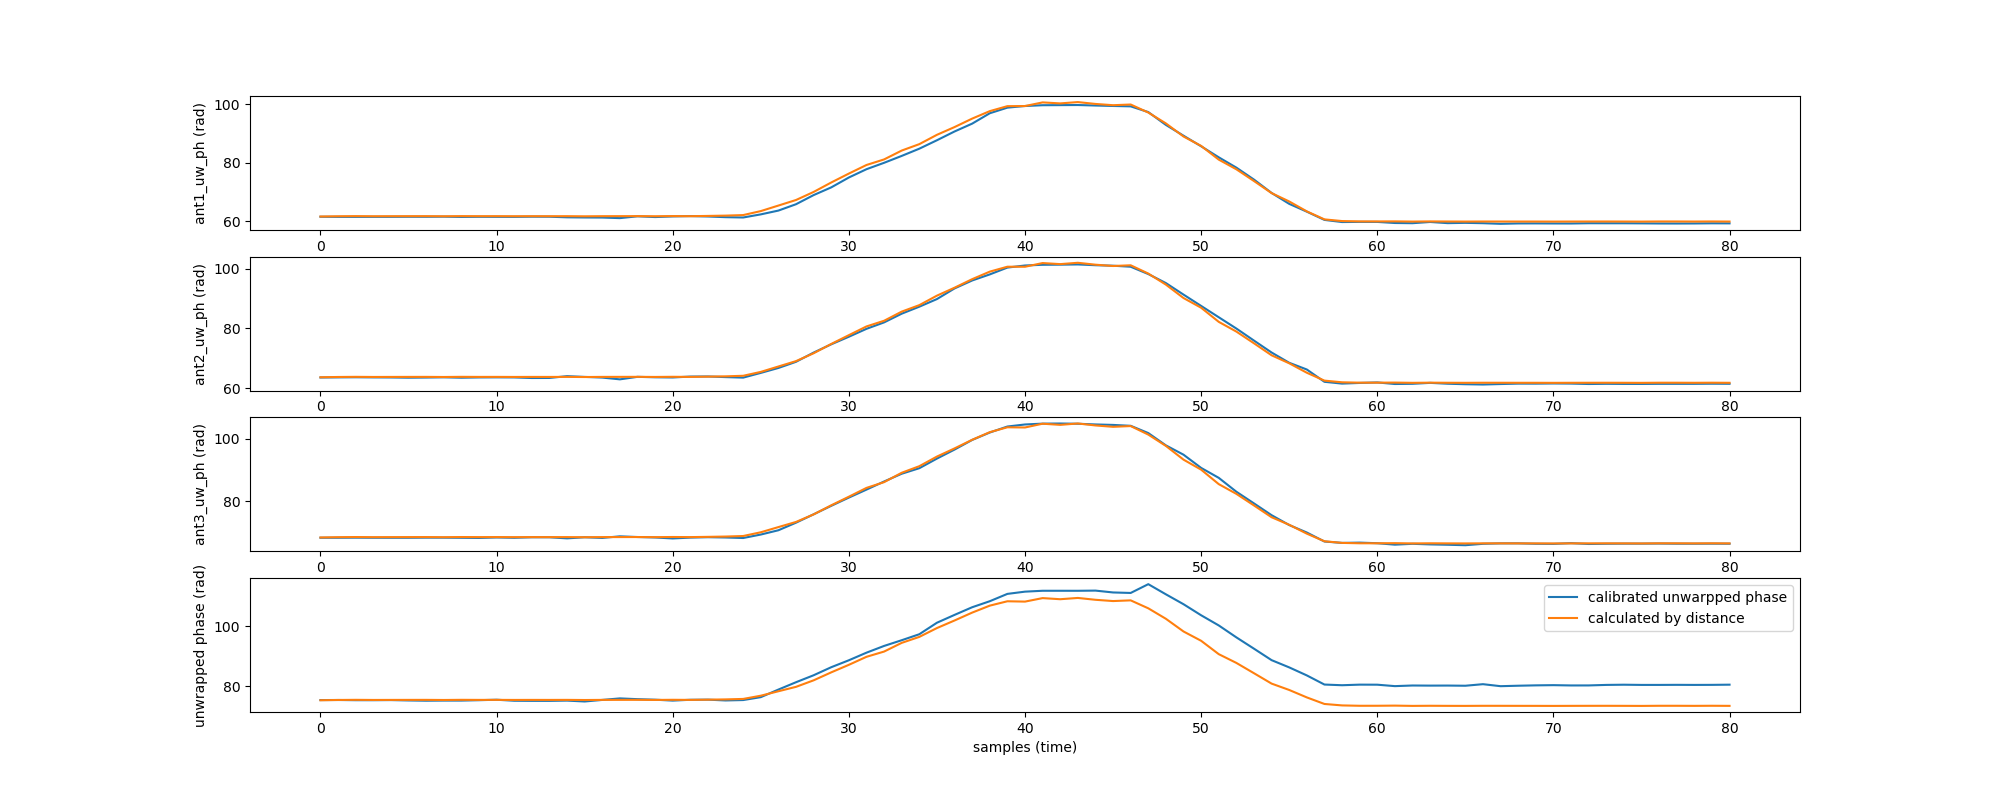 ant1_uw_ph (rad)
100
80
60
0 10 20 30 40 50 60 70 80
ant2_uw_ph (rad)
100
80
60
0 10 20 30 40 50 60 70 80
ant3_uw_ph (rad)
100
80
0 10 20 30 40 50 60 70 80
unwrapped phase (rad)
100
80
calibrated unwarpped phase
calculated by distance
0 10 20 30 40 50 60 70 80
samples (time)